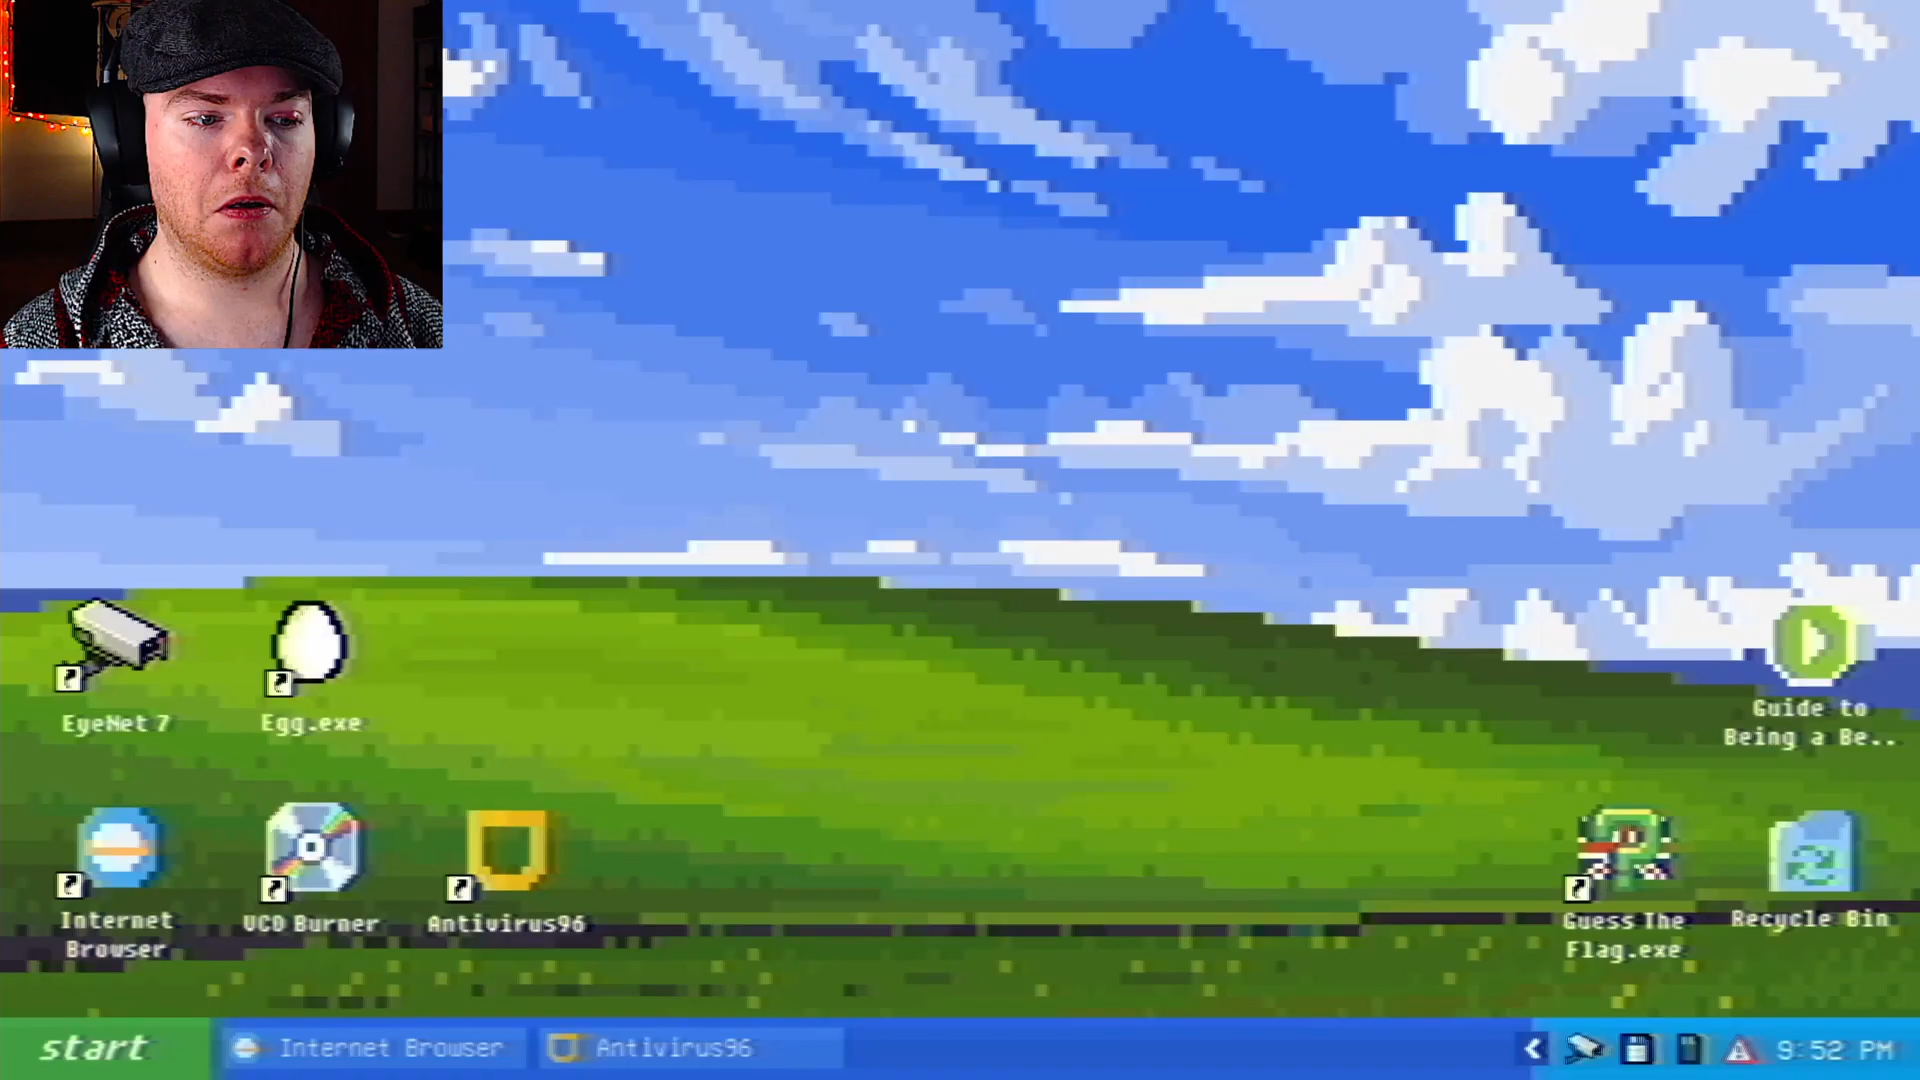 EyeNet 7
Egg.exe
Guide to
Being a Be..
Internet
Browser
VCD Burner
Antivirus96
Guess The
Flag.exe
Recycle Bin
start
Internet Browser
Antivirus96
9:52 PM